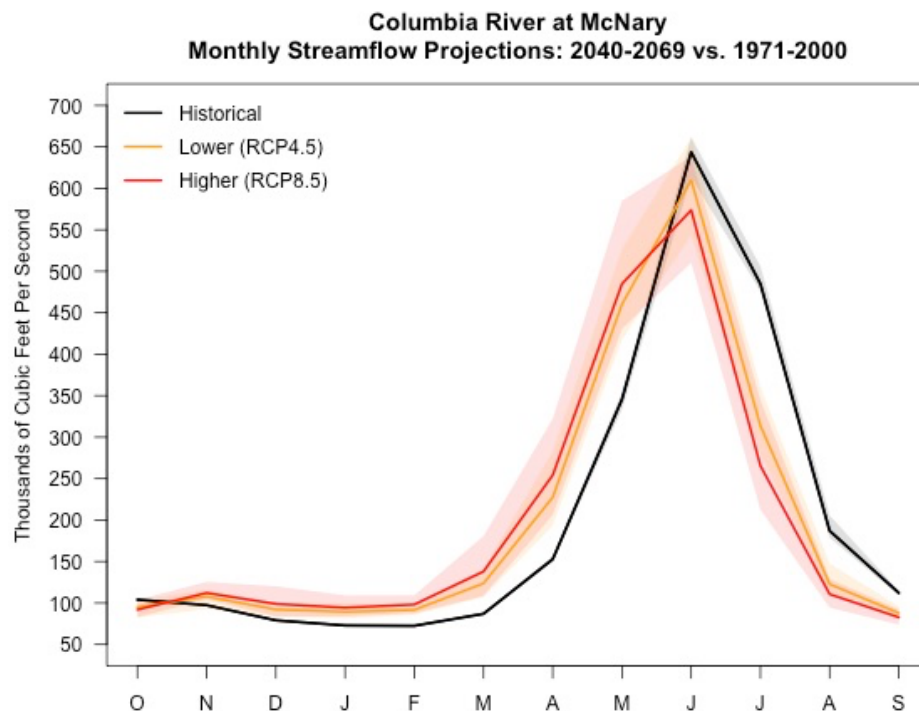 Columbia River at McNary
Monthly Streamflow Projections: 2040-2069 vs. 1971-2000
Thousands of Cubic Feet Per Second
700
650
600
550
500
450
400
350
300
250
200
150
100
50
Historical
Lower (RCP4.5)
Higher (RCP8.5)
O N D J F M A M J J A S